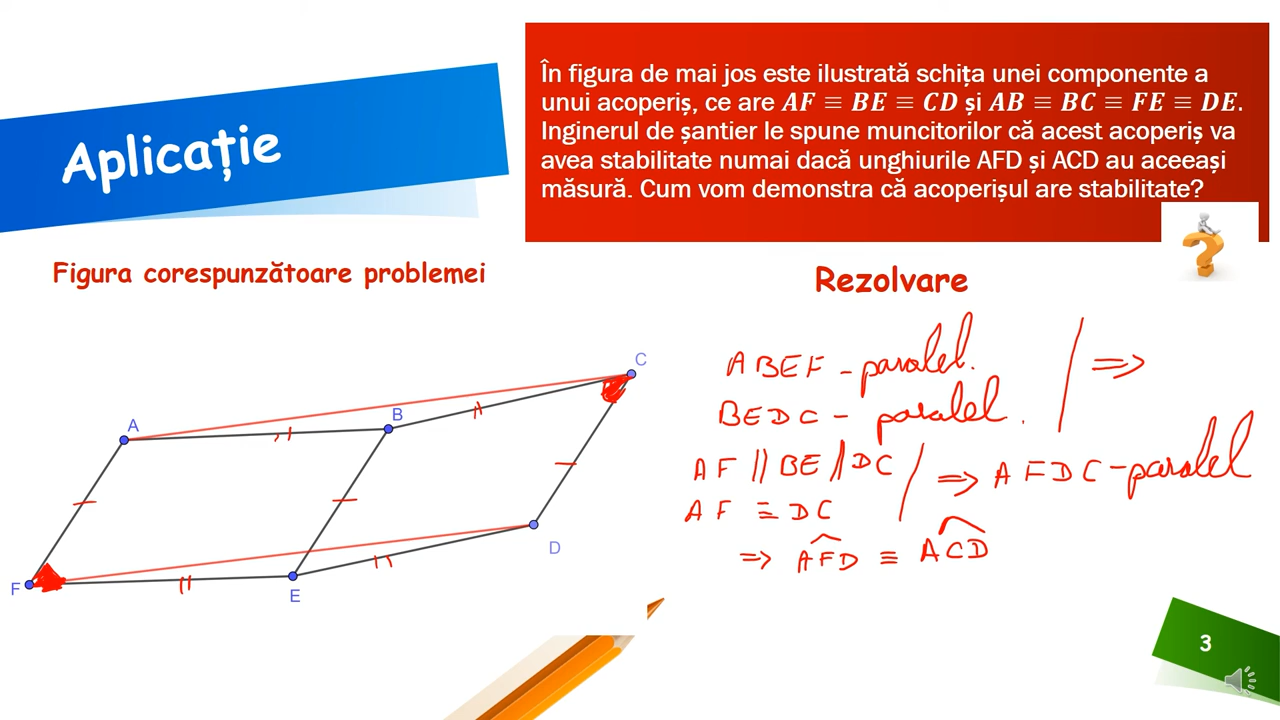 Aplicație
În figura de mai jos este ilustrată schița unei componente a
unui acoperiș, ce are AF ≡ BE ≡ CD și AB ≡ BC ≡ FE ≡ DE.
Inginerul de șantier le spune muncitorilor că acest acoperiș va
avea stabilitate numai dacă unghiurile AFD și ACD au aceeași
măsură. Cum vom demonstra că acoperișul are stabilitate?
Figura corespunzătoare problemei
C
B
A
D
F
E
Rezolvare
ABEF - paralel. | ⟹
BEDC - paralel.
AF || BE || DC | ⟹ AFDC - paralel
AF ≡ DC
⟹ AFD ≡ ACD
3